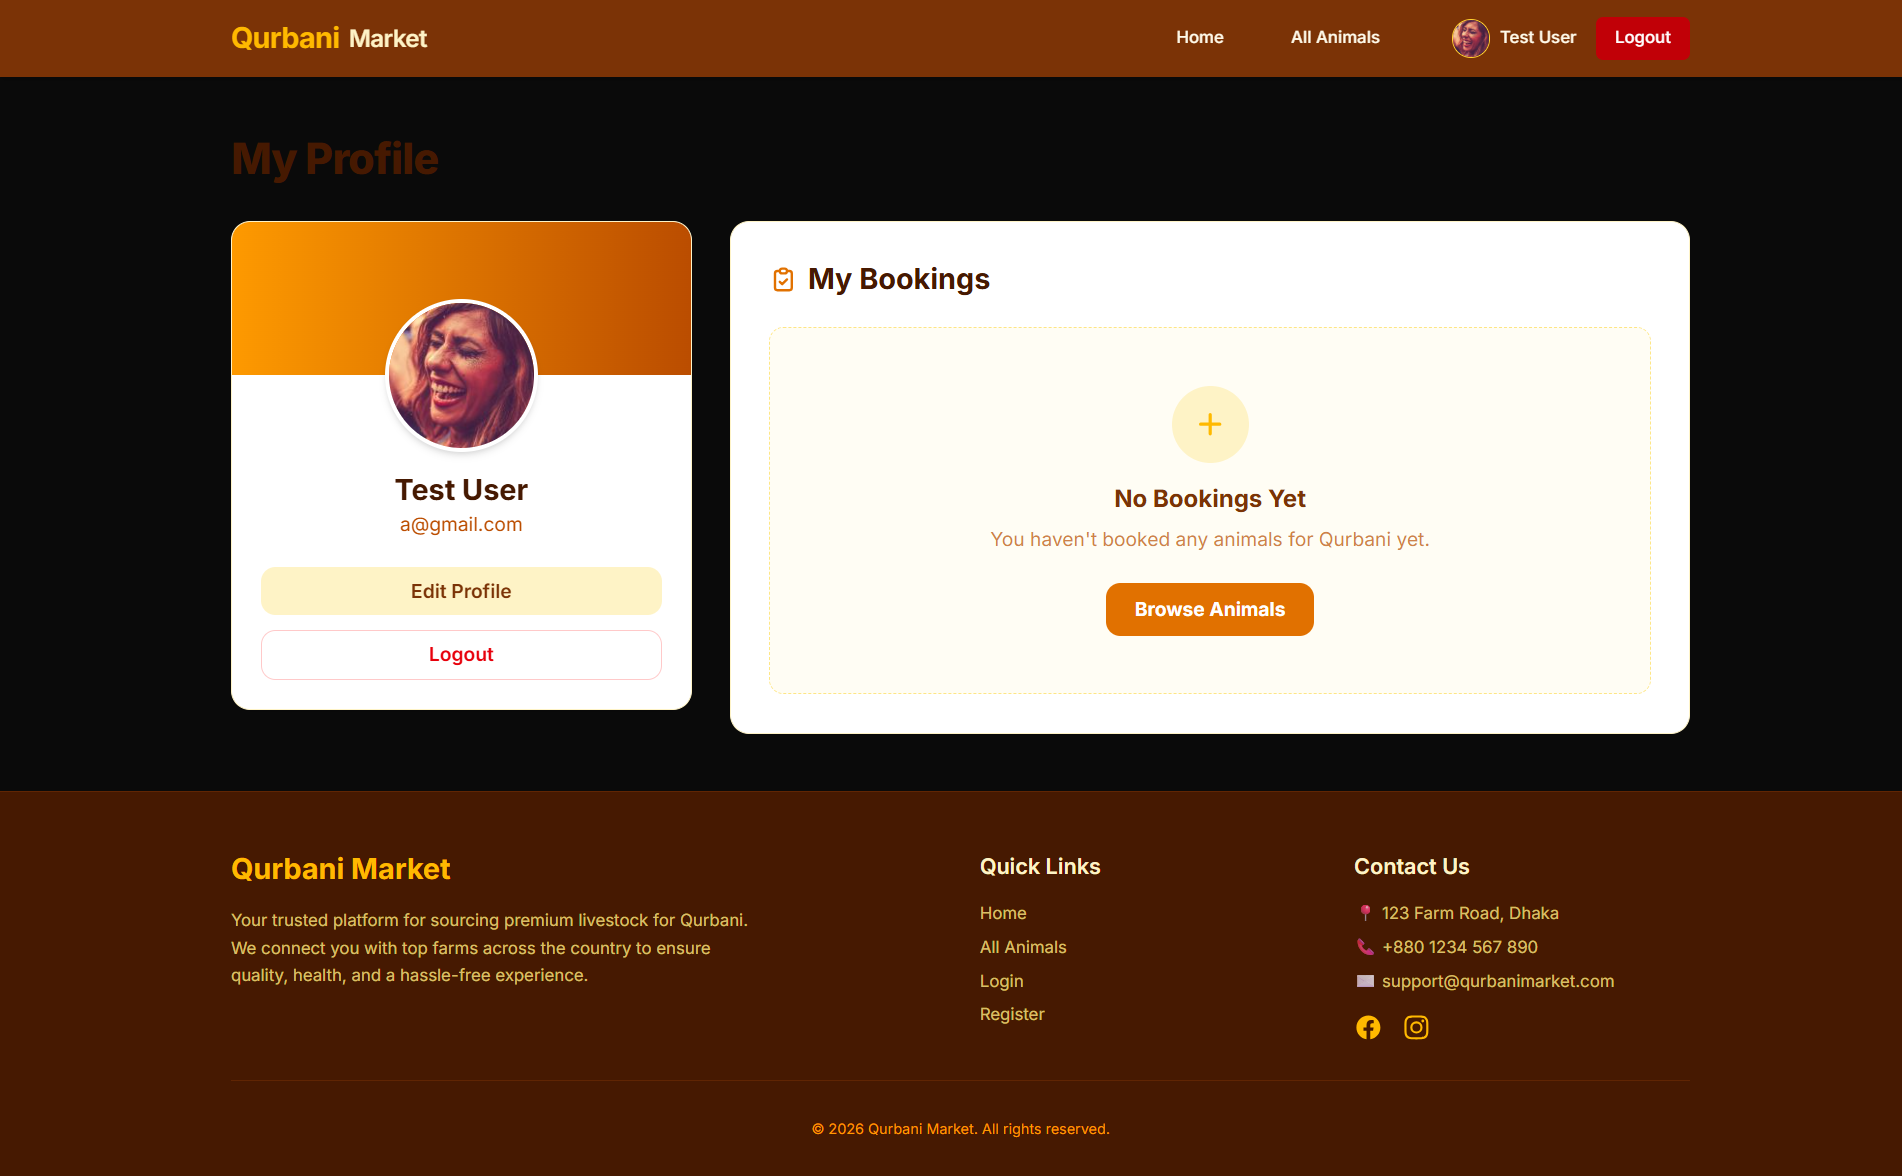 Qurbani Market
Home
All Animals
Test User
Logout
My Profile
Test User
a@gmail.com
Edit Profile
Logout
My Bookings
No Bookings Yet
You haven't booked any animals for Qurbani yet.
Browse Animals
Qurbani Market
Your trusted platform for sourcing premium livestock for Qurbani.
We connect you with top farms across the country to ensure
quality, health, and a hassle-free experience.
Quick Links
Home
All Animals
Login
Register
Contact Us
📍 123 Farm Road, Dhaka
📞 +880 1234 567 890
✉️ support@qurbanimarket.com
© 2026 Qurbani Market. All rights reserved.